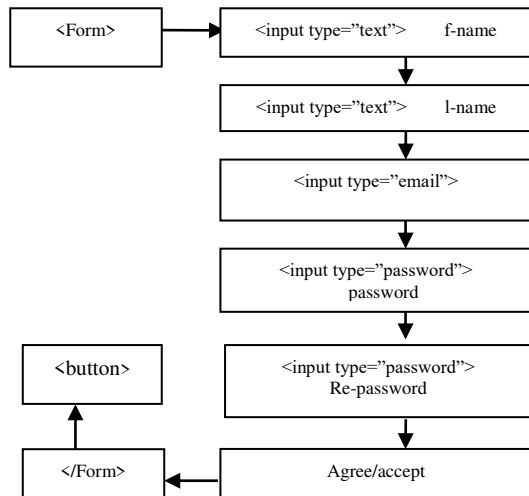 <Form>
<input type=”text”> f-name
<input type=”text”> l-name
<input type=”email”>
<input type=”password”>
password
<input type=”password”>
Re-password
Agree/accept
</Form>
<button>